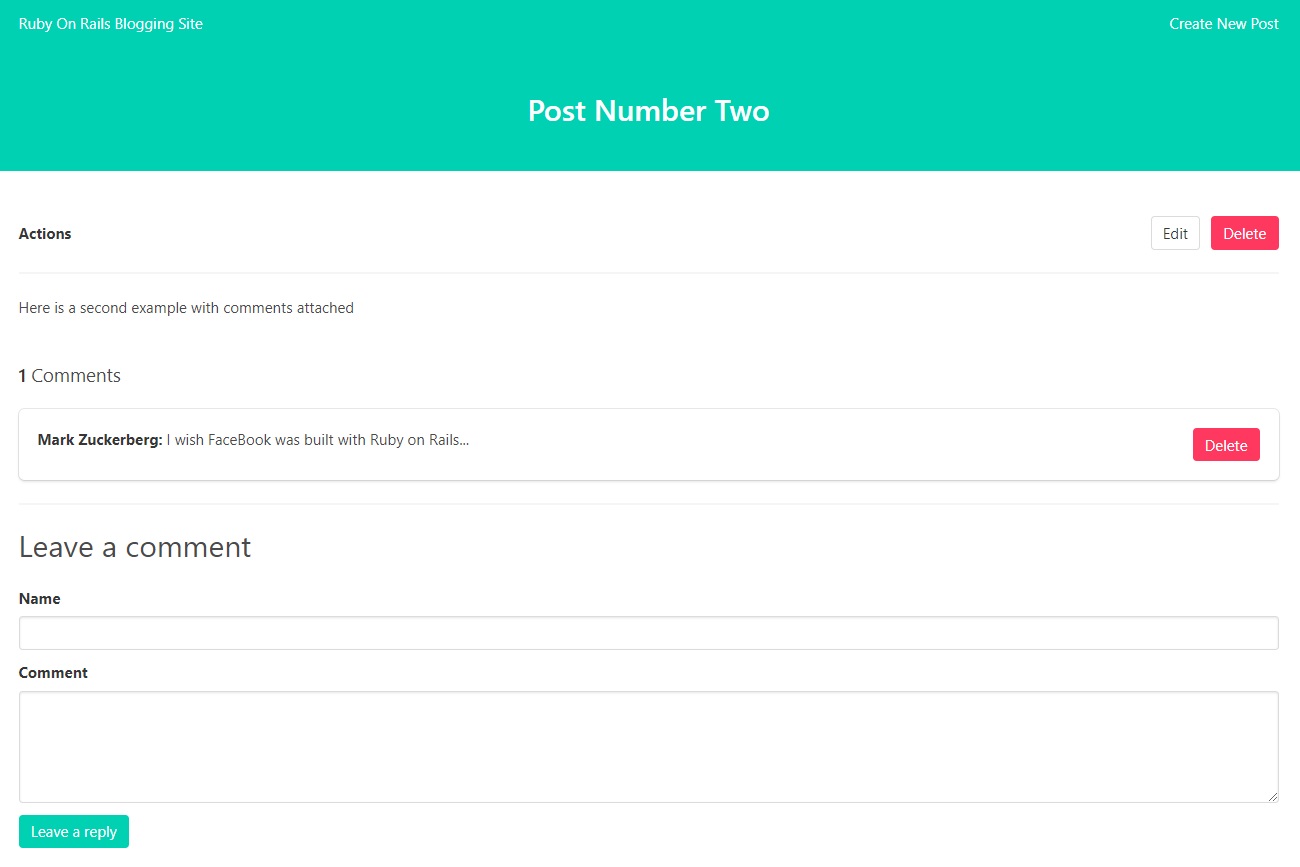 Ruby On Rails Blogging Site Create New Post
Post Number Two
Actions Edit Delete
Here is a second example with comments attached
1 Comments
Mark Zuckerberg: I wish FaceBook was built with Ruby on Rails... Delete
Leave a comment
Name
Comment
Leave a reply